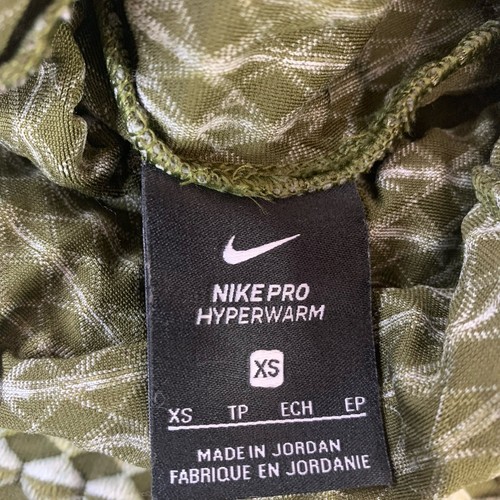 NIKE PRO
HYPERWARM
XS
XS TP ECH EP
MADE IN JORDAN
FABRIQUE EN JORDANIE